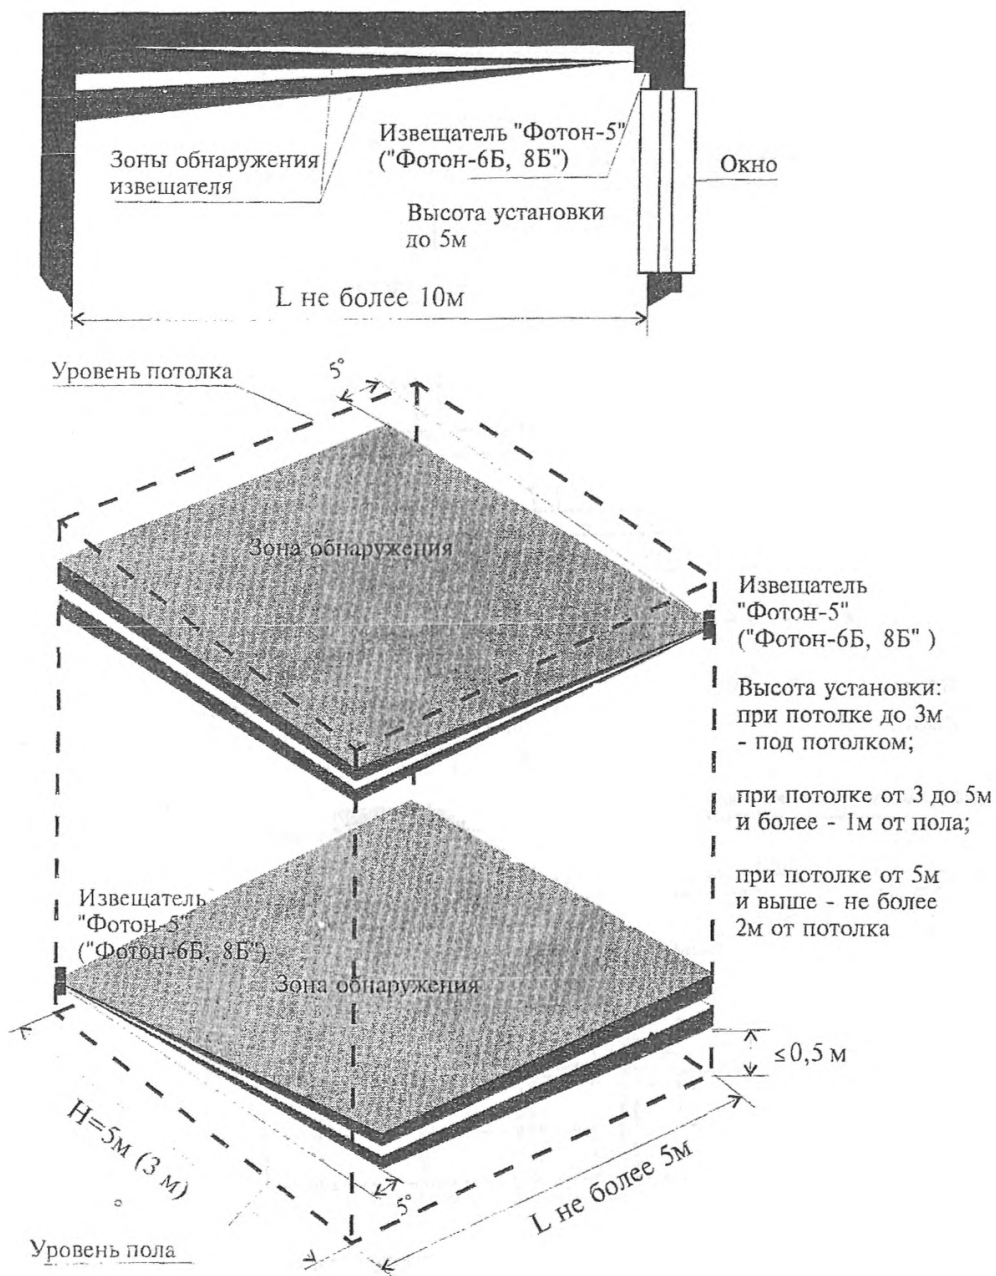 Извещатель "Фотон-5"
("Фотон-6Б, 8Б")
Зоны обнаружения
извещателя
Окно
Высота установки
до 5м
L не более 10м
Уровень потолка
5°
Зона обнаружения
Извещатель
"Фотон-5"
("Фотон-6Б, 8Б" )
Высота установки:
при потолке до 3м
- под потолком;
при потолке от 3 до 5м
и более - 1м от пола;
при потолке от 5м
и выше - не более
2м от потолка
Извещатель
"Фотон-5"
("Фотон-6Б, 8Б")
Зона обнаружения
≤ 0,5 м
H=5м (3 м)
5°
L не более 5м
Уровень пола